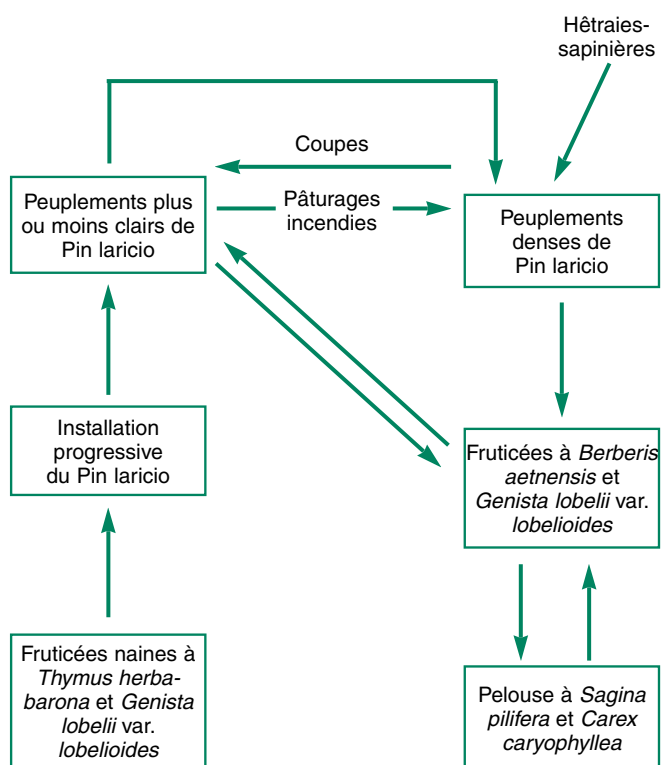 Hêtraies-
sapinières
Coupes
Peuplements plus
ou moins clairs de
Pin laricio
Pâturages
incendies
Peuplements
denses de
Pin laricio
Installation
progressive
du Pin laricio
Fruticées à Berberis
aetnensis et
Genista lobelii var.
lobelioides
Fruticées naines à
Thymus herba-
barona et Genista
lobelii var.
lobelioides
Pelouse à Sagina
pilifera et Carex
caryophyllea